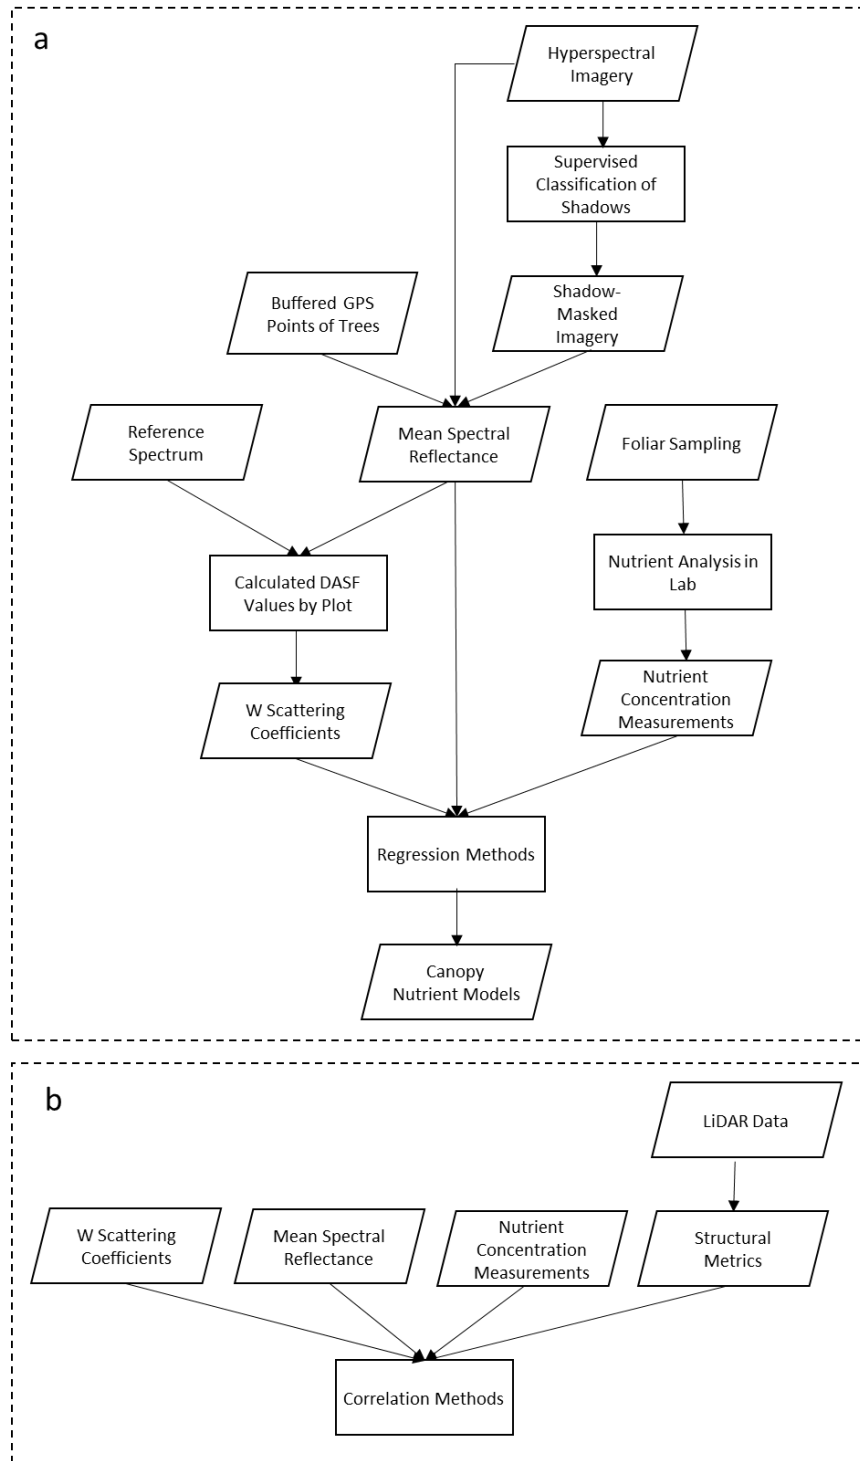 a
Hyperspectral
Imagery
Supervised
Classification of
Shadows
Buffered GPS
Points of Trees
Shadow-
Masked
Imagery
Reference
Spectrum
Mean Spectral
Reflectance
Foliar Sampling
Calculated DASF
Values by Plot
Nutrient Analysis in
Lab
W Scattering
Coefficients
Nutrient
Concentration
Measurements
Regression Methods
Canopy
Nutrient Models
b
LiDAR Data
W Scattering
Coefficients
Mean Spectral
Reflectance
Nutrient
Concentration
Measurements
Structural
Metrics
Correlation Methods